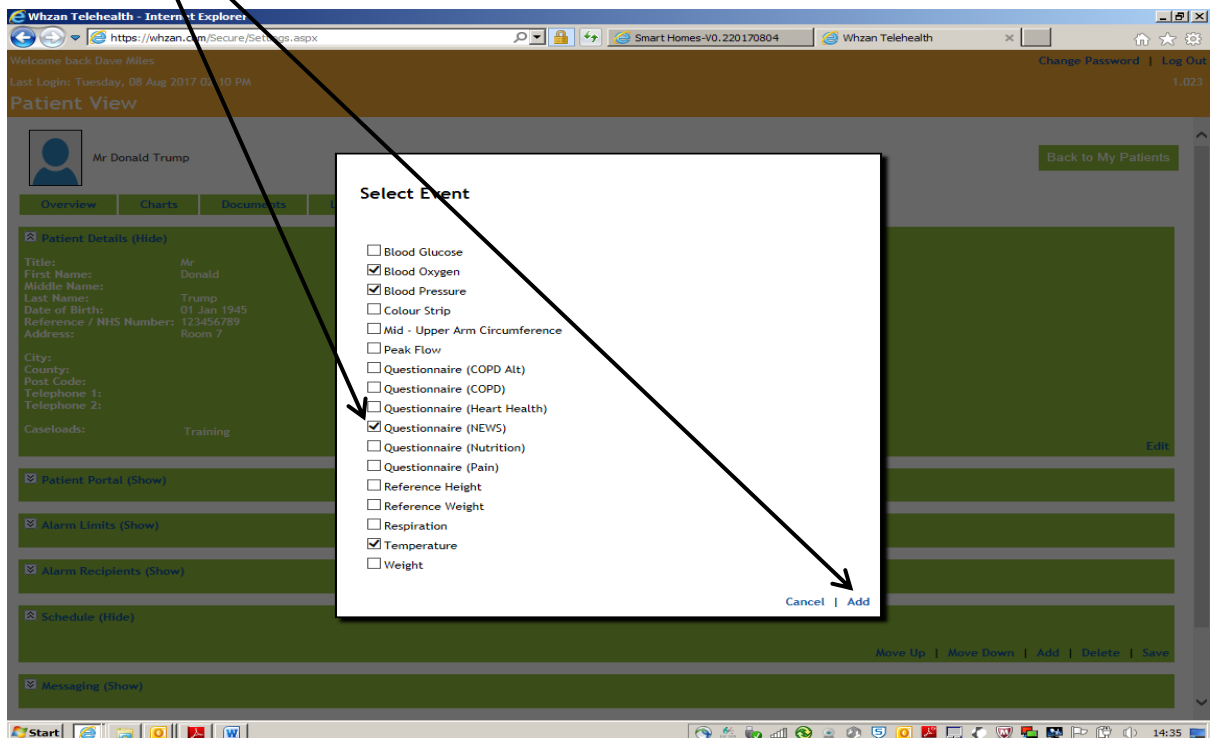 Whzan Telehealth - Internet Explorer
https://whzan.com/Secure/Settings.aspx
Smart Homes-V0.220170804
Whzan Telehealth
Welcome back Dave Miles
Change Password | Log Out
Last Login: Tuesday, 08 Aug 2017 02:10 PM
1.023
Patient View
Mr Donald Trump
Back to My Patients
Overview Charts Documents
Patient Details (Hide)
Title: Mr
First Name: Donald
Middle Name:
Last Name: Trump
Date of Birth: 01 Jan 1945
Reference / NHS Number: 123456789
Address: Room 7
City:
County:
Post Code:
Telephone 1:
Telephone 2:
Caseloads: Training
Edit
Patient Portal (Show)
Alarm Limits (Show)
Alarm Recipients (Show)
Schedule (Hide)
Move Up | Move Down | Add | Delete | Save
Messaging (Show)
Select Event
Blood Glucose
Blood Oxygen
Blood Pressure
Colour Strip
Mid - Upper Arm Circumference
Peak Flow
Questionnaire (COPD Alt)
Questionnaire (COPD)
Questionnaire (Heart Health)
Questionnaire (NEWS)
Questionnaire (Nutrition)
Questionnaire (Pain)
Reference Height
Reference Weight
Respiration
Temperature
Weight
Cancel | Add
Start
14:35